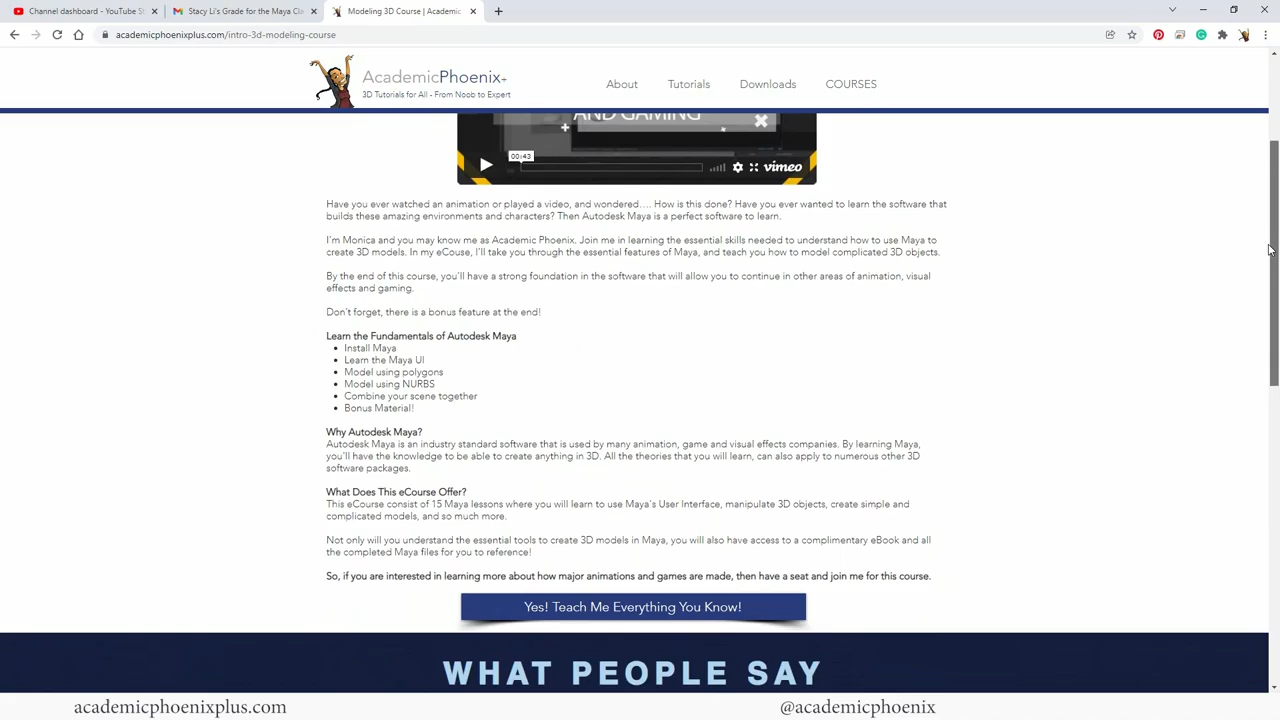 Channel dashboard - YouTube S
Stacy Li's Grade for the Maya Cla
Modeling 3D Course | Academic
academicphoenixplus.com/intro-3d-modeling-course
AcademicPhoenix+
3D Tutorials for All - From Noob to Expert
About
Tutorials
Downloads
COURSES
AND GAMING
00:43
vimeo
Have you ever watched an animation or played a video, and wondered.... How is this done? Have you ever wanted to learn the software that
builds these amazing environments and characters? Then Autodesk Maya is a perfect software to learn.
I'm Monica and you may know me as Academic Phoenix. Join me in learning the essential skills needed to understand how to use Maya to
create 3D models. In my eCouse, I'll take you through the essential features of Maya, and teach you how to model complicated 3D objects.
By the end of this course, you'll have a strong foundation in the software that will allow you to continue in other areas of animation, visual
effects and gaming.
Don't forget, there is a bonus feature at the end!
Learn the Fundamentals of Autodesk Maya
• Install Maya
• Learn the Maya UI
• Model using polygons
• Model using NURBS
• Combine your scene together
• Bonus Material!
Why Autodesk Maya?
Autodesk Maya is an industry standard software that is used by many animation, game and visual effects companies. By learning Maya,
you'll have the knowledge to be able to create anything in 3D. All the theories that you will learn, can also apply to numerous other 3D
software packages.
What Does This eCourse Offer?
This eCourse consist of 15 Maya lessons where you will learn to use Maya's User Interface, manipulate 3D objects, create simple and
complicated models, and so much more.
Not only will you understand the essential tools to create 3D models in Maya, you will also have access to a complimentary eBook and all
the completed Maya files for you to reference!
So, if you are interested in learning more about how major animations and games are made, then have a seat and join me for this course.
Yes! Teach Me Everything You Know!
WHAT PEOPLE SAY
academicphoenixplus.com
@academicphoenix